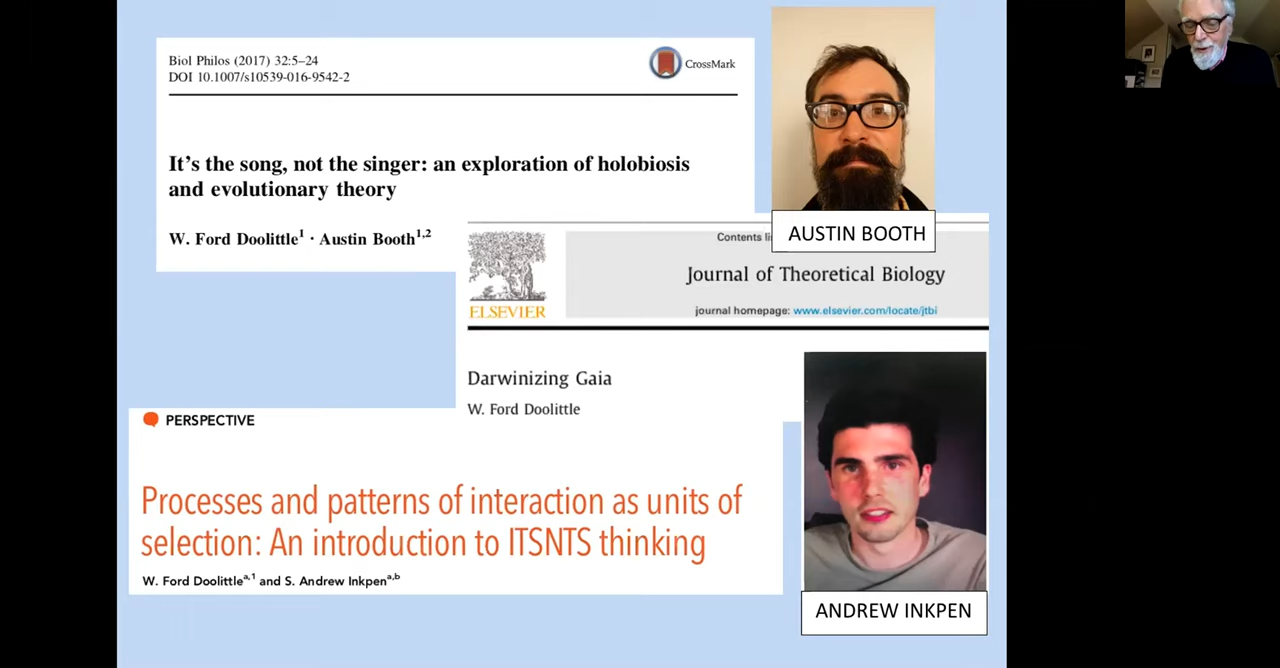 Biol Philos (2017) 32:5–24
DOI 10.1007/s10539-016-9542-2
CrossMark
It's the song, not the singer: an exploration of holobiosis
and evolutionary theory
W. Ford Doolittle1 · Austin Booth1,2
AUSTIN BOOTH
Contents
Journal of Theoretical Biology
journal homepage: www.elsevier.com/locate/jtbi
ELSEVIER
Darwinizing Gaia
W. Ford Doolittle
PERSPECTIVE
Processes and patterns of interaction as units of
selection: An introduction to ITSNTS thinking
W. Ford Doolittlea,1 and S. Andrew Inkpena,b
ANDREW INKPEN